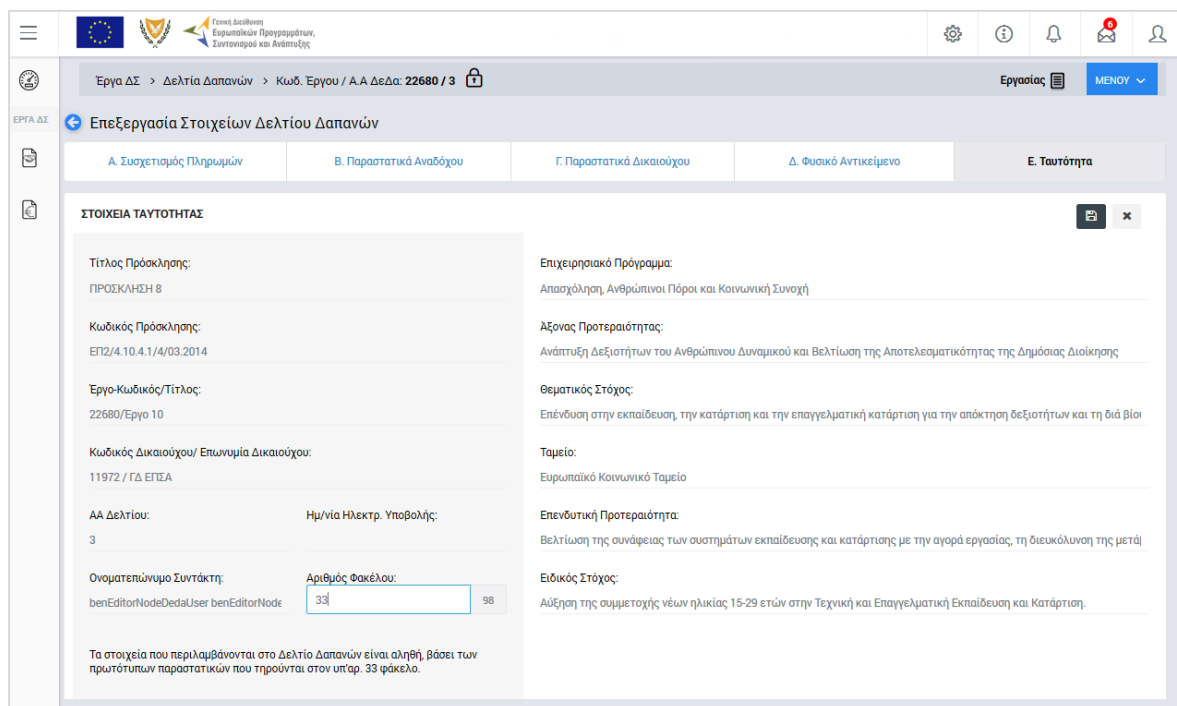 Γενική Διεύθυνση
Ευρωπαϊκών Προγραμμάτων,
Συντονισμού και Ανάπτυξης
6
Έργα ΔΣ > Δελτία Δαπανών > Κωδ. Έργου / Α.Α ΔεΔα: 22680 / 3
Εργασίας
ΜΕΝΟΥ
ΕΡΓΑ ΔΣ
Επεξεργασία Στοιχείων Δελτίου Δαπανών
Α. Συσχετισμός Πληρωμών
Β. Παραστατικά Αναδόχου
Γ. Παραστατικά Δικαιούχου
Δ. Φυσικό Αντικείμενο
Ε. Ταυτότητα
ΣΤΟΙΧΕΙΑ ΤΑΥΤΟΤΗΤΑΣ
Τίτλος Πρόσκλησης:
ΠΡΟΣΚΛΗΣΗ 8
Κωδικός Πρόσκλησης:
ΕΠ2/4.10.4.1/4/03.2014
Έργο-Κωδικός/Τίτλος:
22680/Έργο 10
Κωδικός Δικαιούχου/ Επωνυμία Δικαιούχου:
11972 / ΓΔ ΕΠΣΑ
ΑΑ Δελτίου:
3
Ημ/νία Ηλεκτρ. Υποβολής:
Ονοματεπώνυμο Συντάκτη:
benEditorNodeDedaUser benEditorNode
Αριθμός Φακέλου:
33
98
Τα στοιχεία που περιλαμβάνονται στο Δελτίο Δαπανών είναι αληθή, βάσει των
πρωτότυπων παραστατικών που τηρούνται στον υπ'αρ. 33 φάκελο.
Επιχειρησιακό Πρόγραμμα:
Απασχόληση, Ανθρώπινοι Πόροι και Κοινωνική Συνοχή
Άξονας Προτεραιότητας:
Ανάπτυξη Δεξιοτήτων του Ανθρώπινου Δυναμικού και Βελτίωση της Αποτελεσματικότητας της Δημόσιας Διοίκησης
Θεματικός Στόχος:
Επένδυση στην εκπαίδευση, την κατάρτιση και την επαγγελματική κατάρτιση για την απόκτηση δεξιοτήτων και τη διά βίου
Ταμείο:
Ευρωπαϊκό Κοινωνικό Ταμείο
Επενδυτική Προτεραιότητα:
Βελτίωση της συνάφειας των συστημάτων εκπαίδευσης και κατάρτισης με την αγορά εργασίας, τη διευκόλυνση της μετάβ
Ειδικός Στόχος:
Αύξηση της συμμετοχής νέων ηλικίας 15-29 ετών στην Τεχνική και Επαγγελματική Εκπαίδευση και Κατάρτιση.